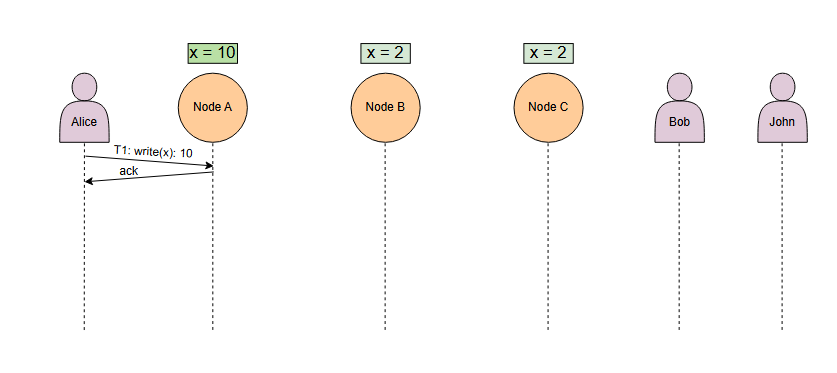 x = 10
x = 2
x = 2
Alice
Node A
Node B
Node C
Bob
John
T1: write(x): 10
ack